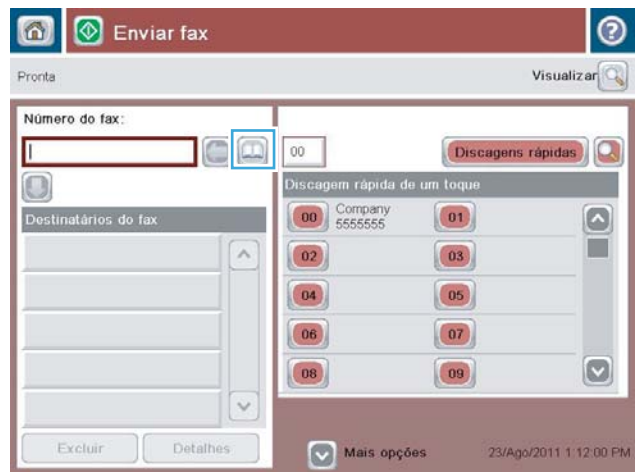 Enviar fax
Pronta
Visualizar
Número do fax:
00
Discagens rápidas
Discagem rápida de um toque
Destinatários do fax
00 Company 01
5555555
02 03
04 05
06 07
08 09
Excluir Detalhes
Mais opções
23/Ago/2011 1:12:00 PM